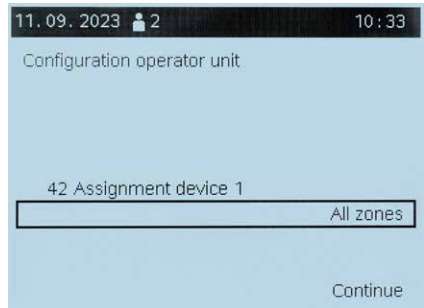 11.09.2023 2 10:33
Configuration operator unit
42 Assignment device 1
All zones
Continue